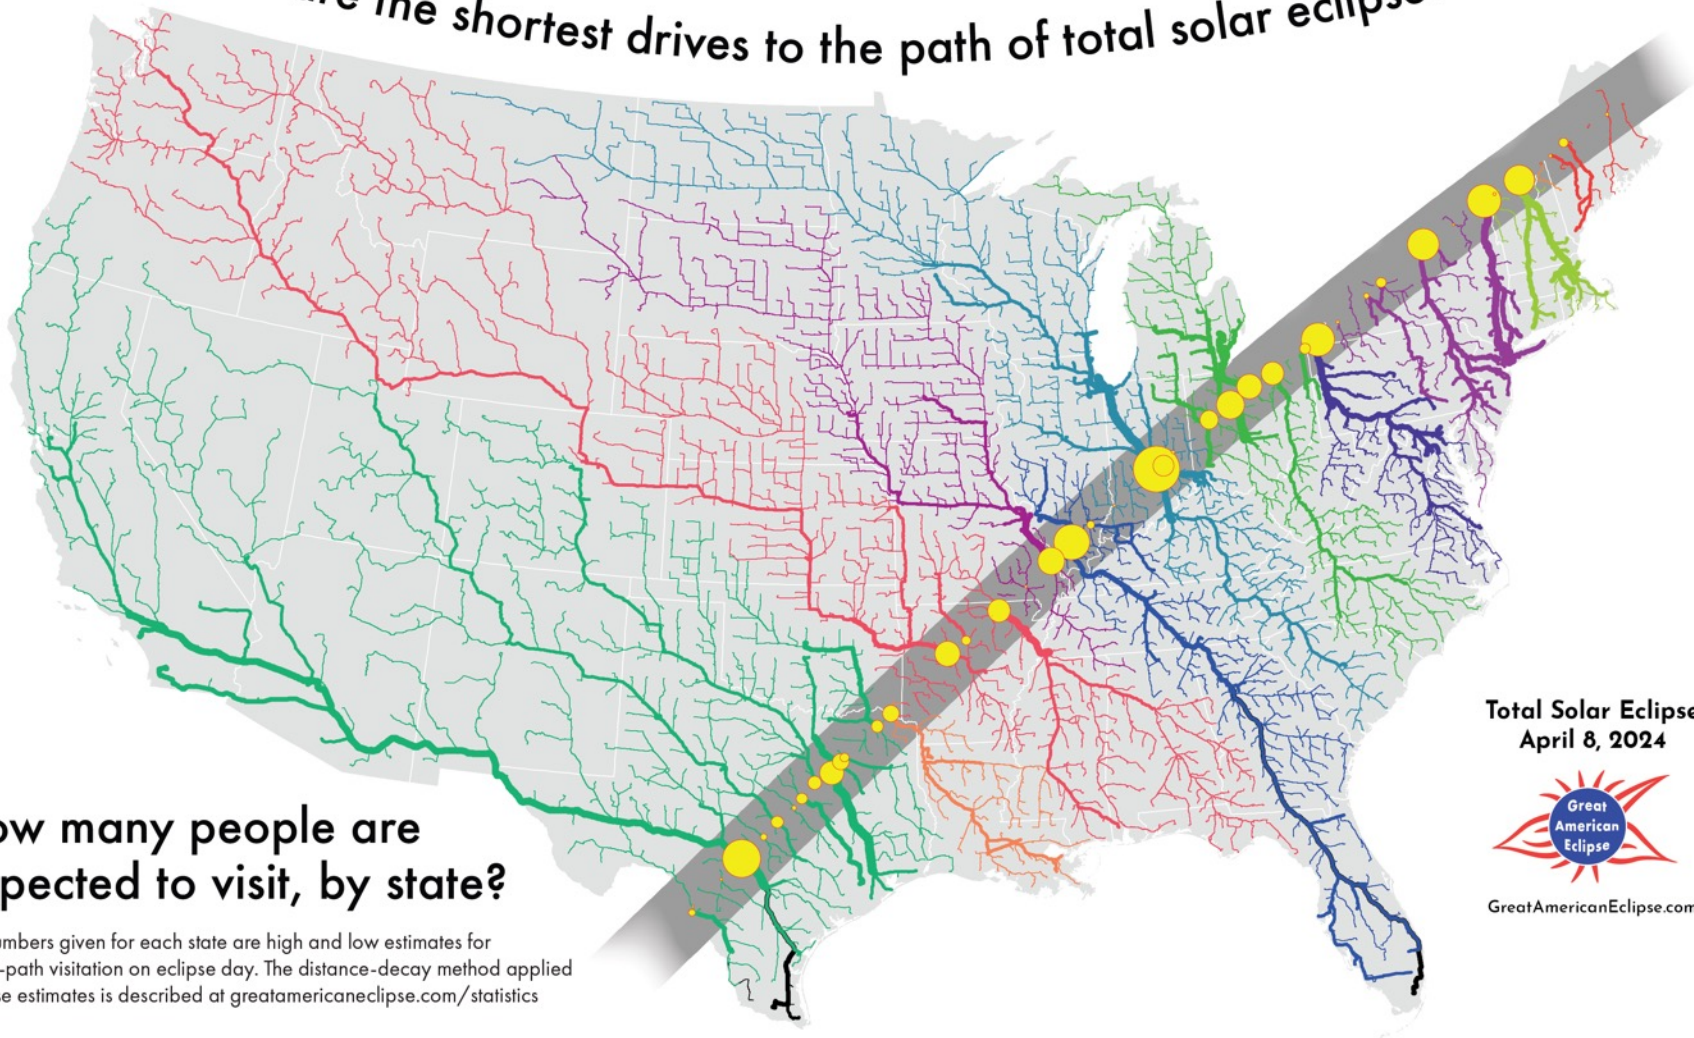 the shortest drives to the path of total solar
Total Solar Eclipse
April 8, 2024
Great
American
Eclipse
GreatAmericanEclipse.com
many people are
to visit, by state?
given for each state are high and low estimates for
-path visitation on eclipse day. The distance-decay method applied
estimates is described at greatamericaneclipse.com/statistics